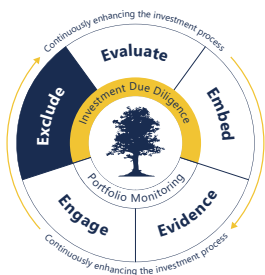 Continuously enhancing the investment process
Evaluate
Embed
Evidence
Engage
Exclude
Investment Due Diligence
Portfolio Monitoring
Continuously enhancing the investment process